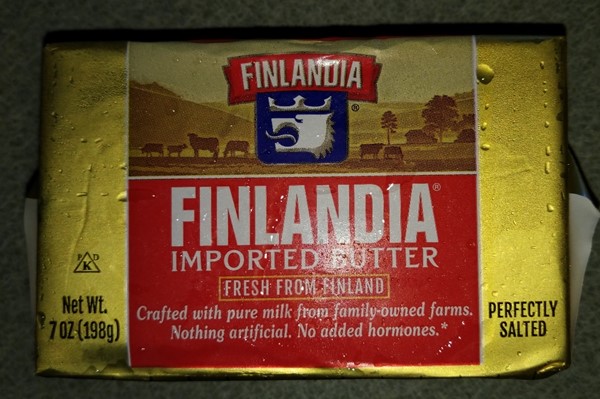 FINLANDIA
®
FINLANDIA®
IMPORTED BUTTER
FRESH FROM FINLAND
Crafted with pure milk from family-owned farms.
Nothing artificial. No added hormones.*
K D
Net Wt.
7 OZ (198g)
PERFECTLY
SALTED